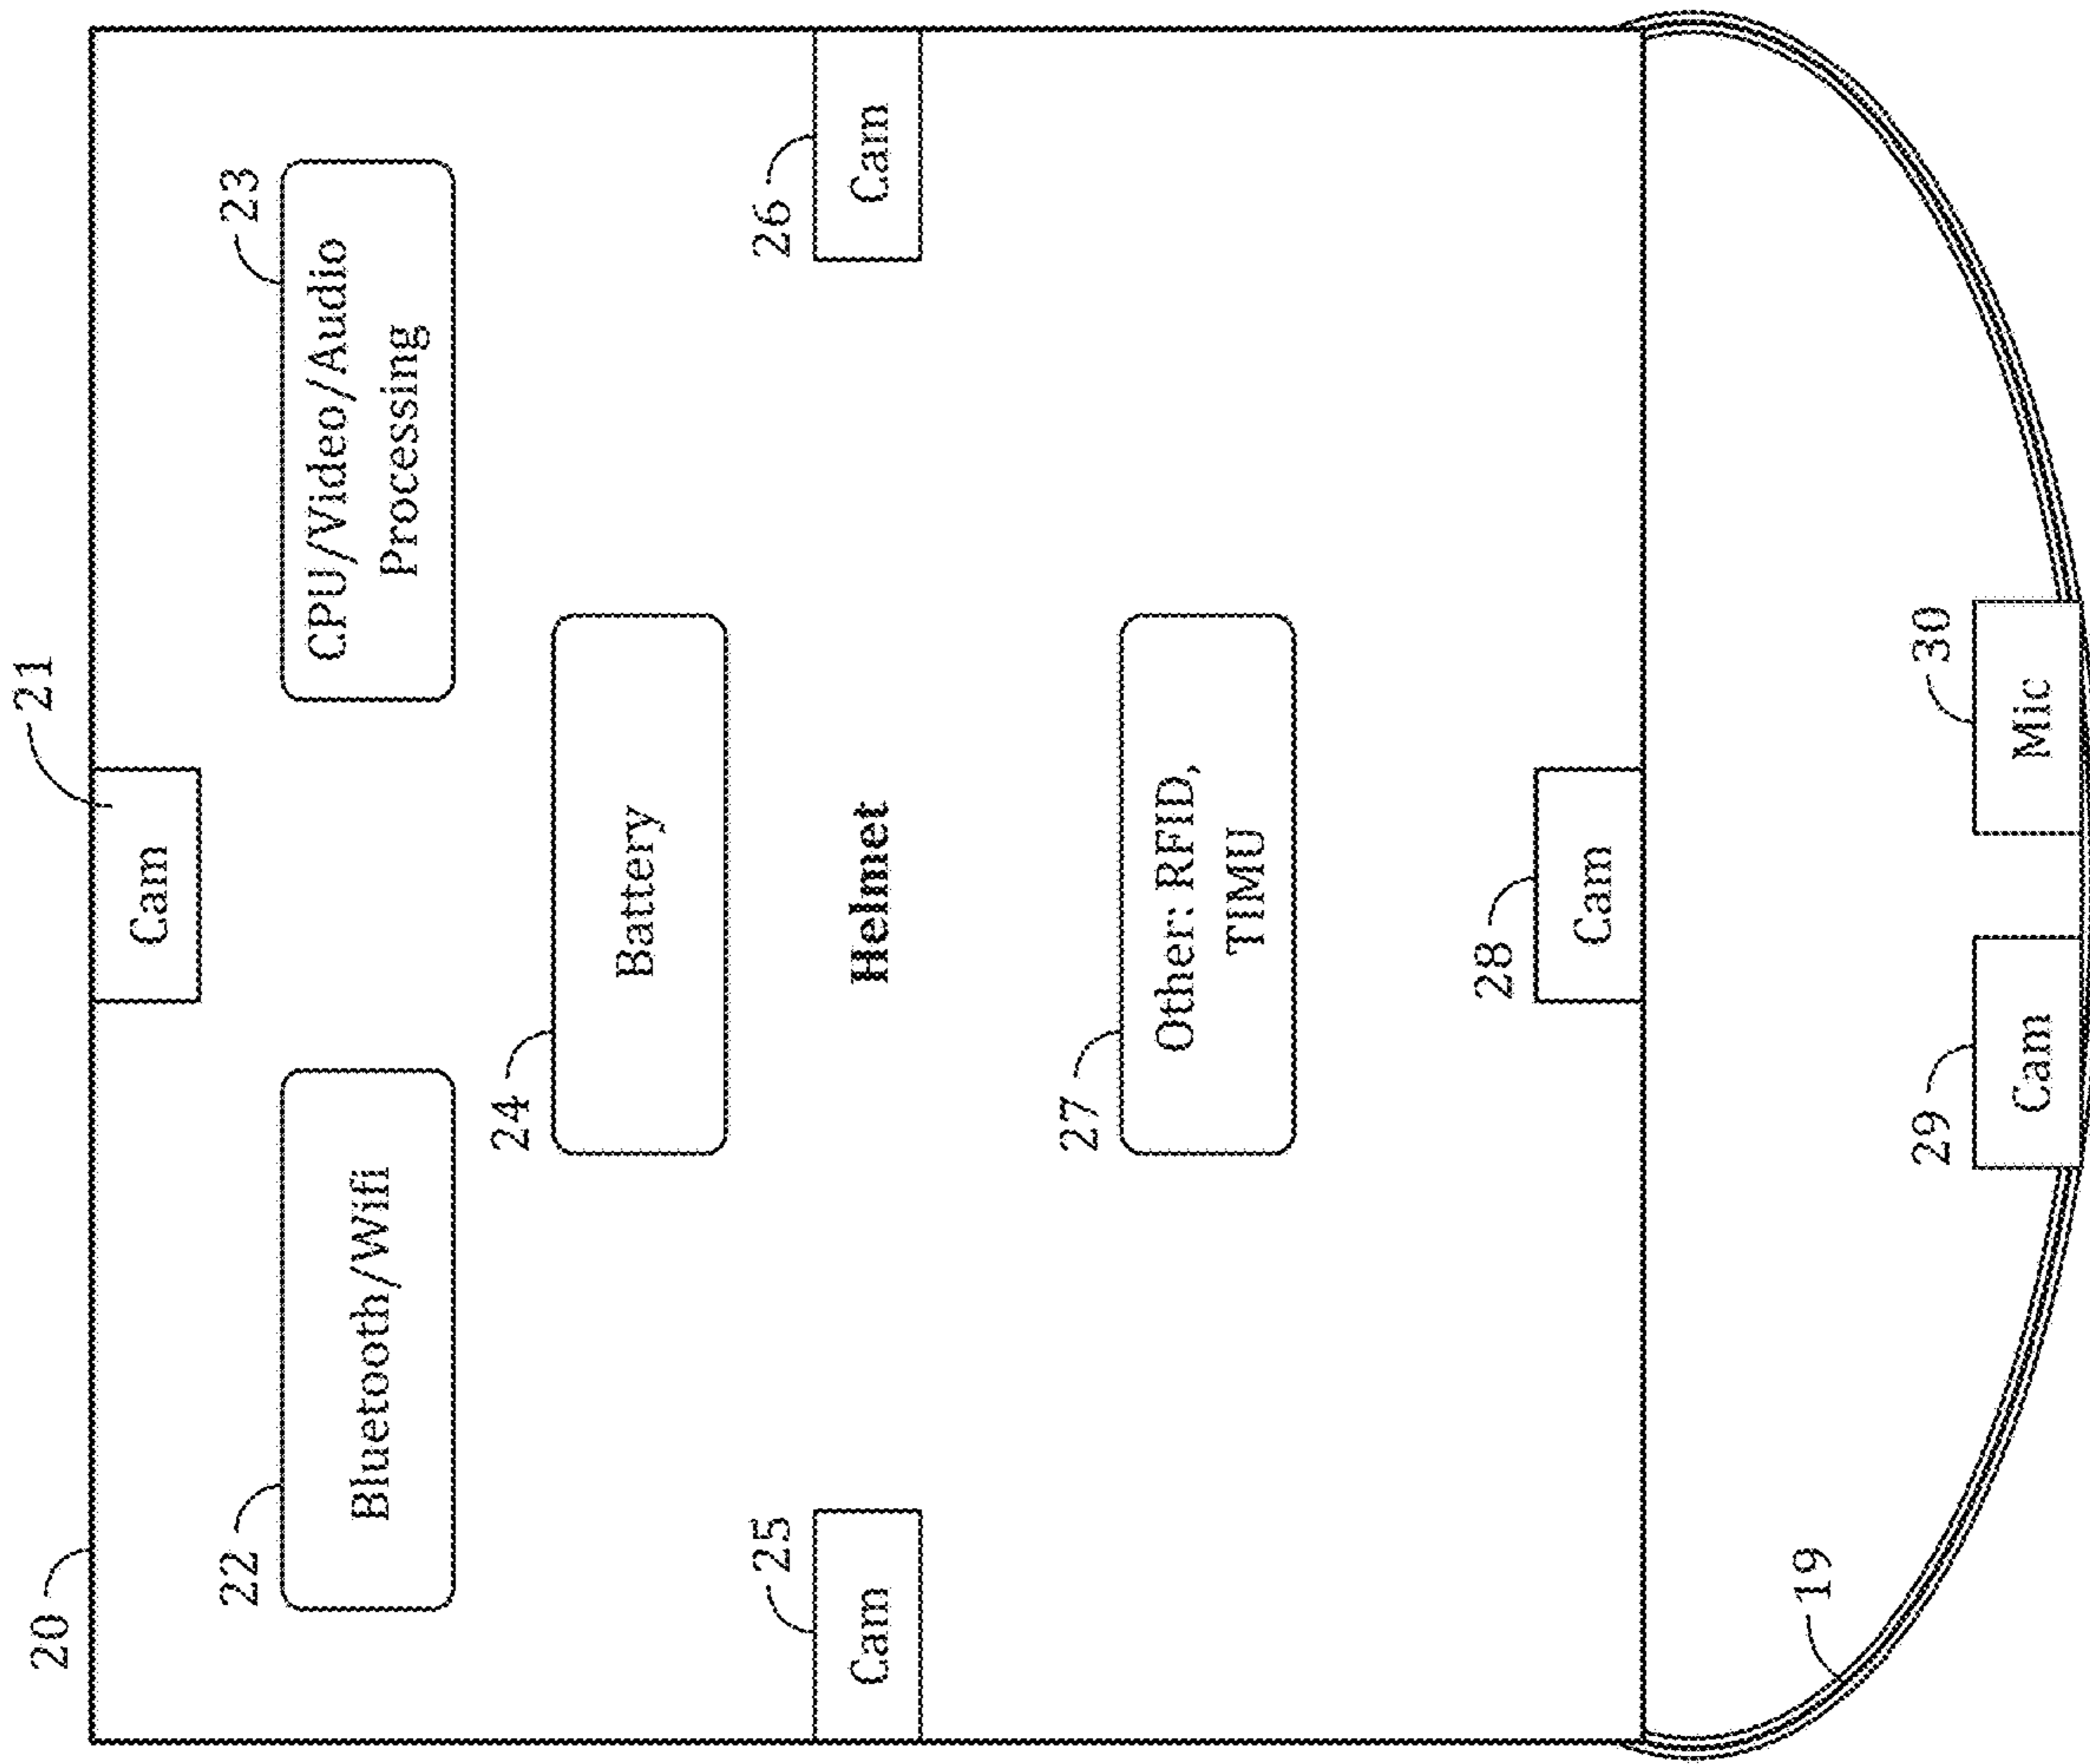 20
21
Cam
22
Bluetooth/Wifi
23
CPU/Video/Audio
Processing
24
Battery
25
Cam
Helmet
26
Cam
27
Other: RFID,
TIMU
28
Cam
19
29
Cam
30
Mic